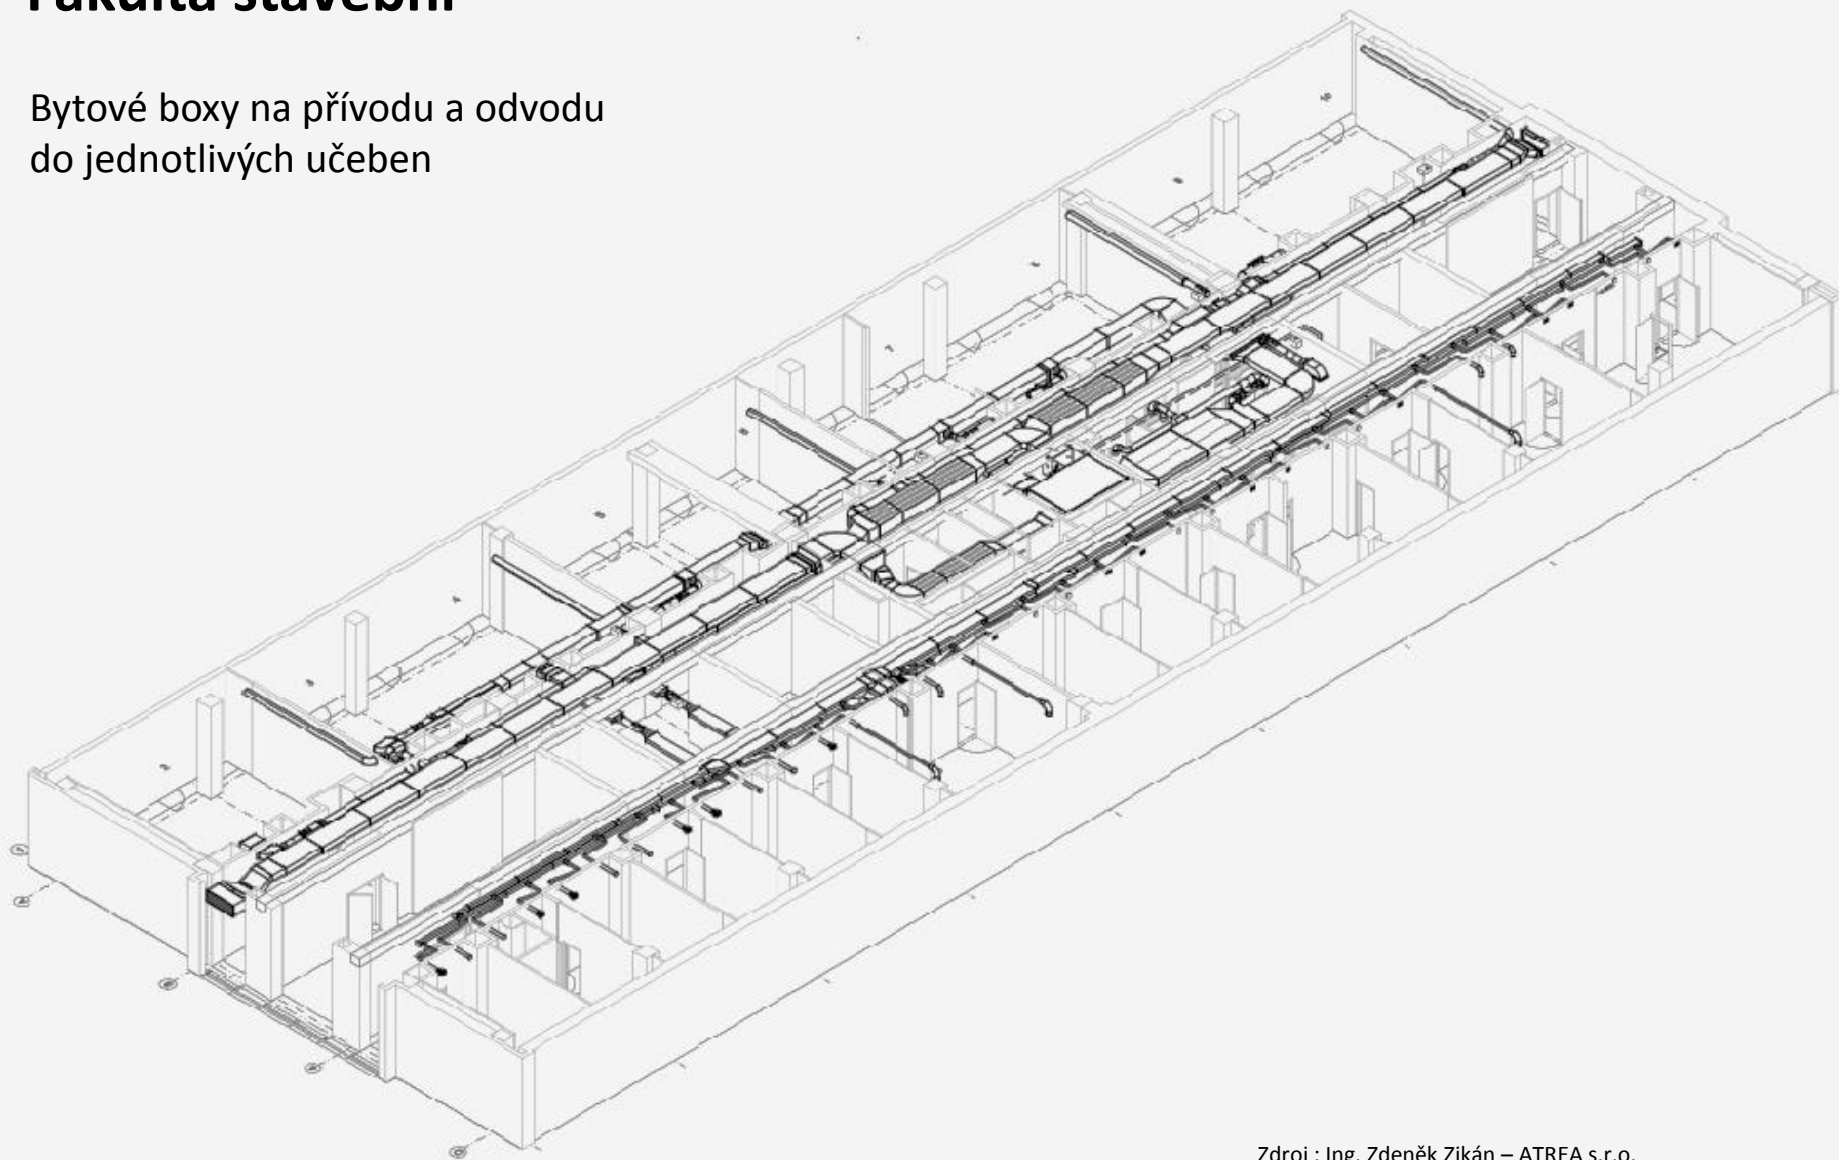 Fakulta stavební
Bytové boxy na přívodu a odvodu
do jednotlivých učeben
Zdroj : Ing. Zdeněk Zikán – ATREA s.r.o.